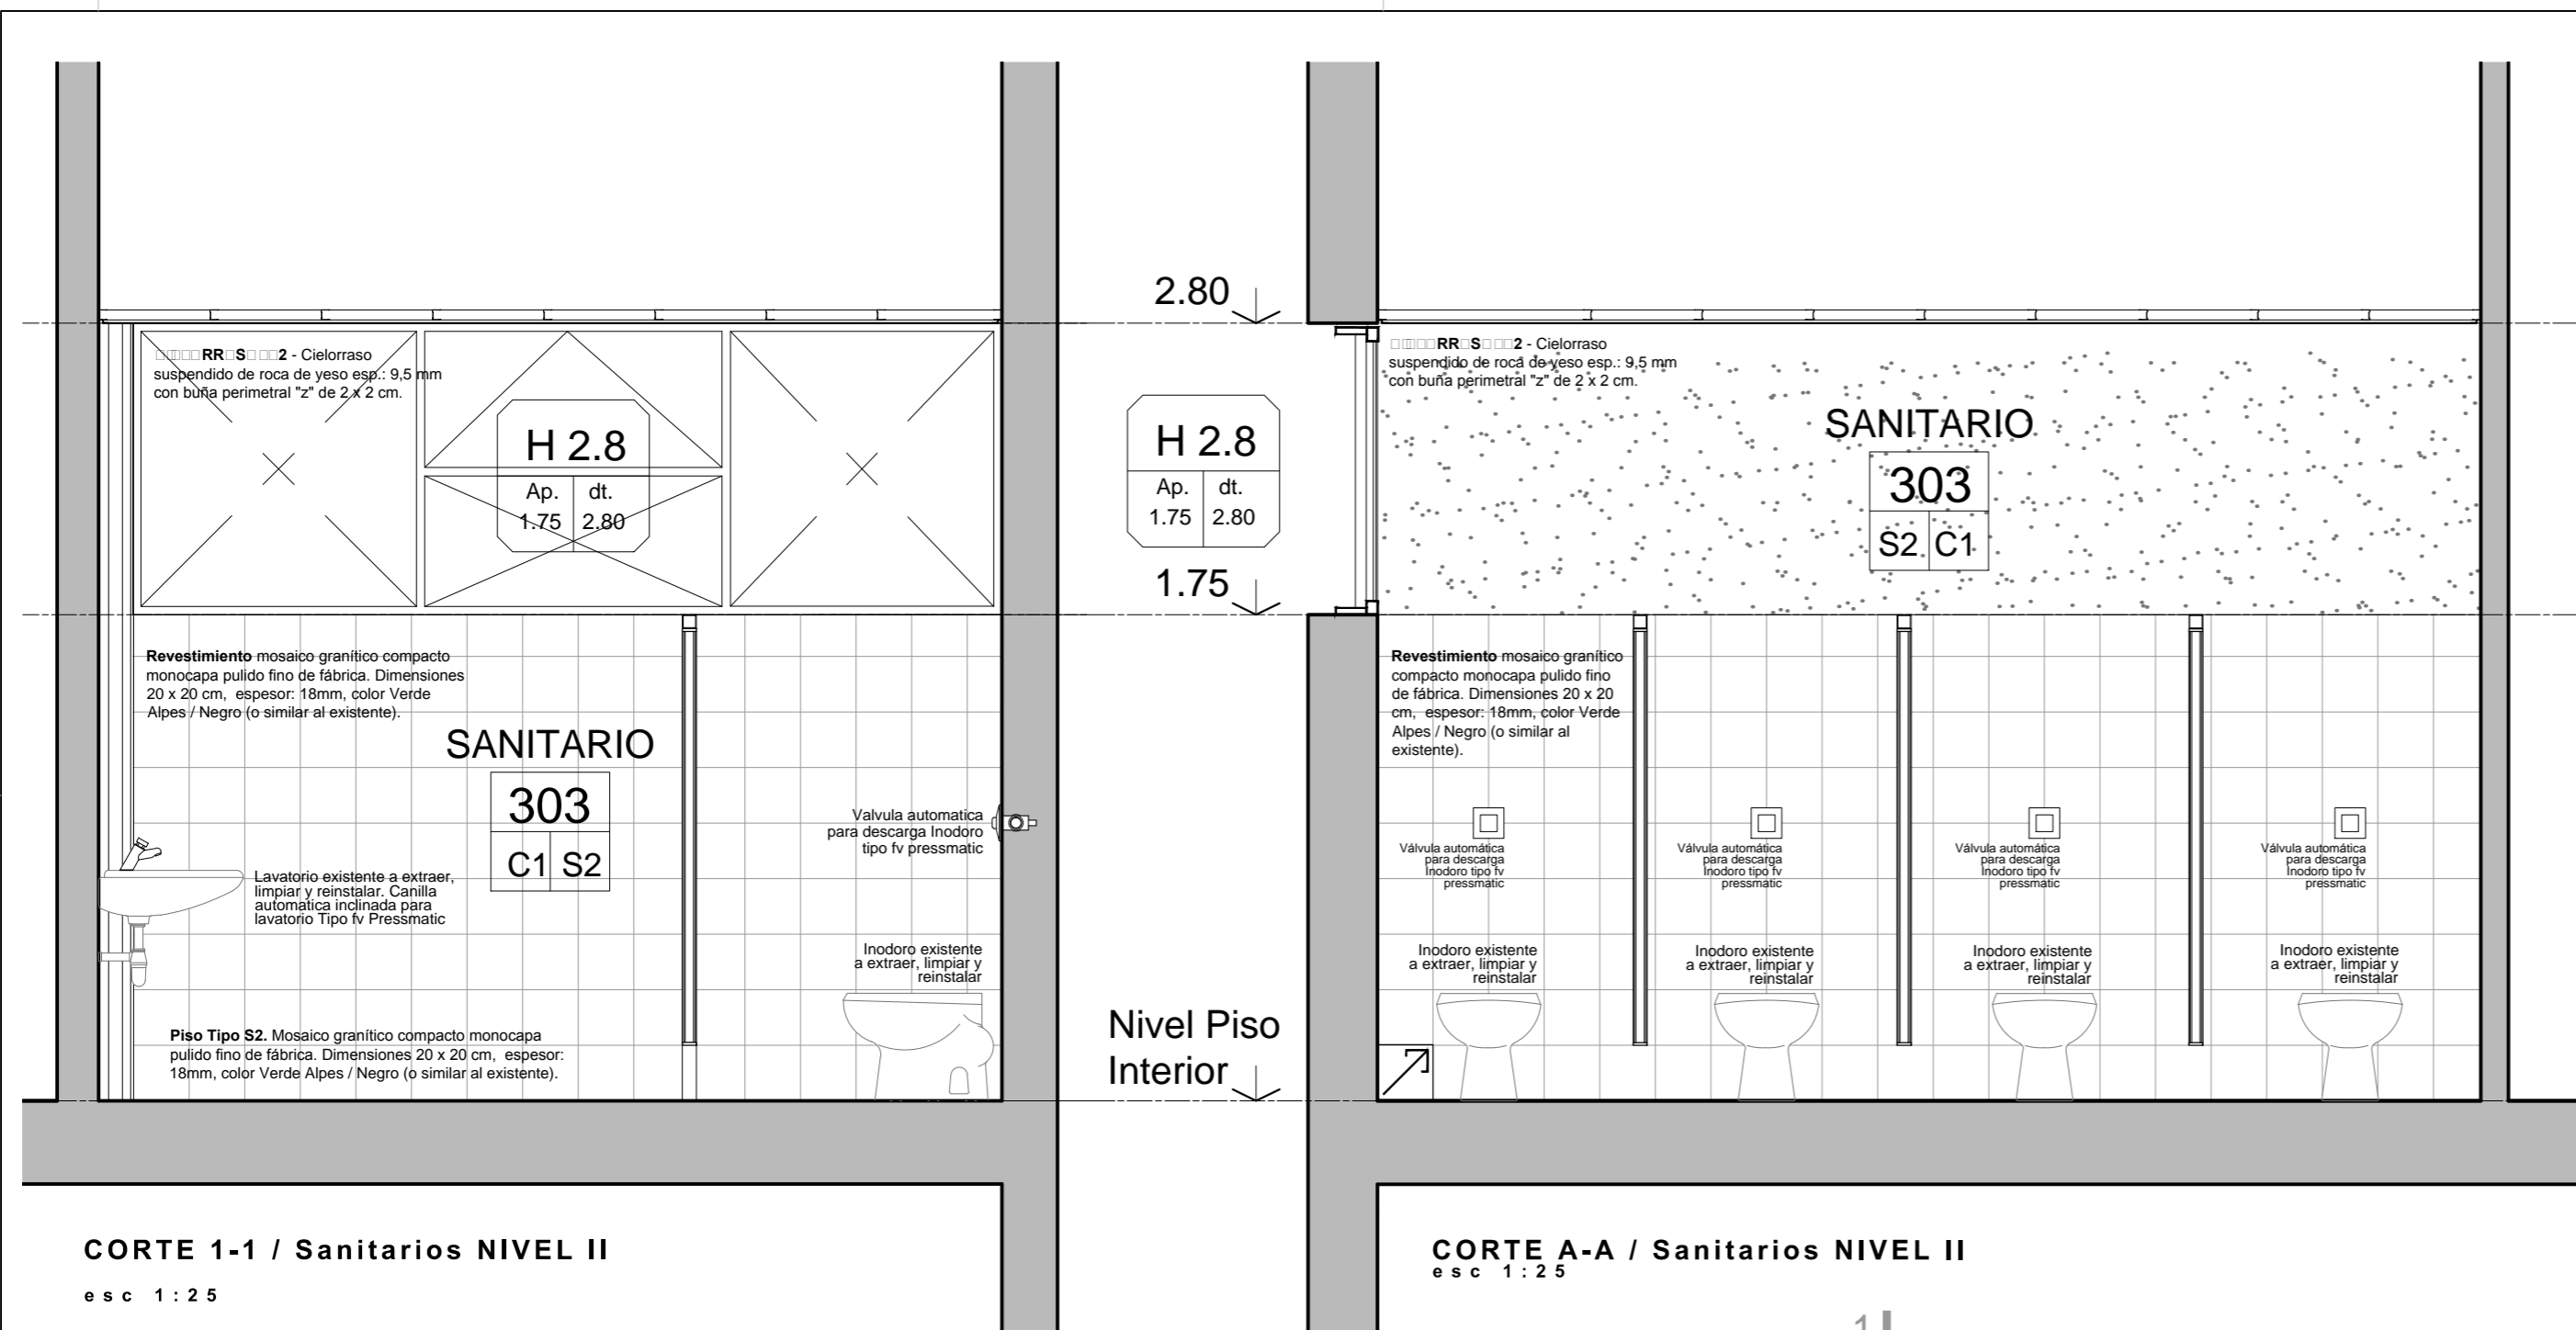 2.80
RR S 2 - Cielorraso
suspendido de roca de yeso esp.: 9,5 mm
con buña perimetral "z" de 2 x 2 cm.
H 2.8
Ap. dt.
1.75 2.80
Revestimiento mosaico granítico compacto
monocapa pulido fino de fábrica. Dimensiones
20 x 20 cm, espesor: 18mm, color Verde
Alpes / Negro (o similar al existente).
SANITARIO
303
C1 S2
Valvula automatica
para descarga Inodoro
tipo fv pressmatic
Lavatorio existente a extraer,
limpiar y reinstalar. Canilla
automática inclinada para
lavatorio Tipo fv Pressmatic
Inodoro existente
a extraer, limpiar y
reinstalar
Piso Tipo S2. Mosaico granítico compacto monocapa
pulido fino de fábrica. Dimensiones 20 x 20 cm, espesor:
18mm, color Verde Alpes / Negro (o similar al existente).
H 2.8
Ap. dt.
1.75 2.80
1.75
Nivel Piso
Interior
RR S 2 - Cielorraso
suspendido de roca de yeso esp.: 9,5 mm
con buña perimetral "z" de 2 x 2 cm.
SANITARIO
303
S2 C1
Revestimiento mosaico granítico
compacto monocapa pulido fino
de fábrica. Dimensiones 20 x 20
cm, espesor: 18mm, color Verde
Alpes / Negro (o similar al
existente).
Válvula automática
para descarga
Inodoro tipo fv
pressmatic
Válvula automática
para descarga
Inodoro tipo fv
pressmatic
Válvula automática
para descarga
Inodoro tipo fv
pressmatic
Válvula automática
para descarga
Inodoro tipo fv
pressmatic
Inodoro existente
a extraer, limpiar y
reinstalar
Inodoro existente
a extraer, limpiar y
reinstalar
Inodoro existente
a extraer, limpiar y
reinstalar
Inodoro existente
a extraer, limpiar y
reinstalar
CORTE 1-1 / Sanitarios NIVEL II
esc 1:25
CORTE A-A / Sanitarios NIVEL II
esc 1:25
1